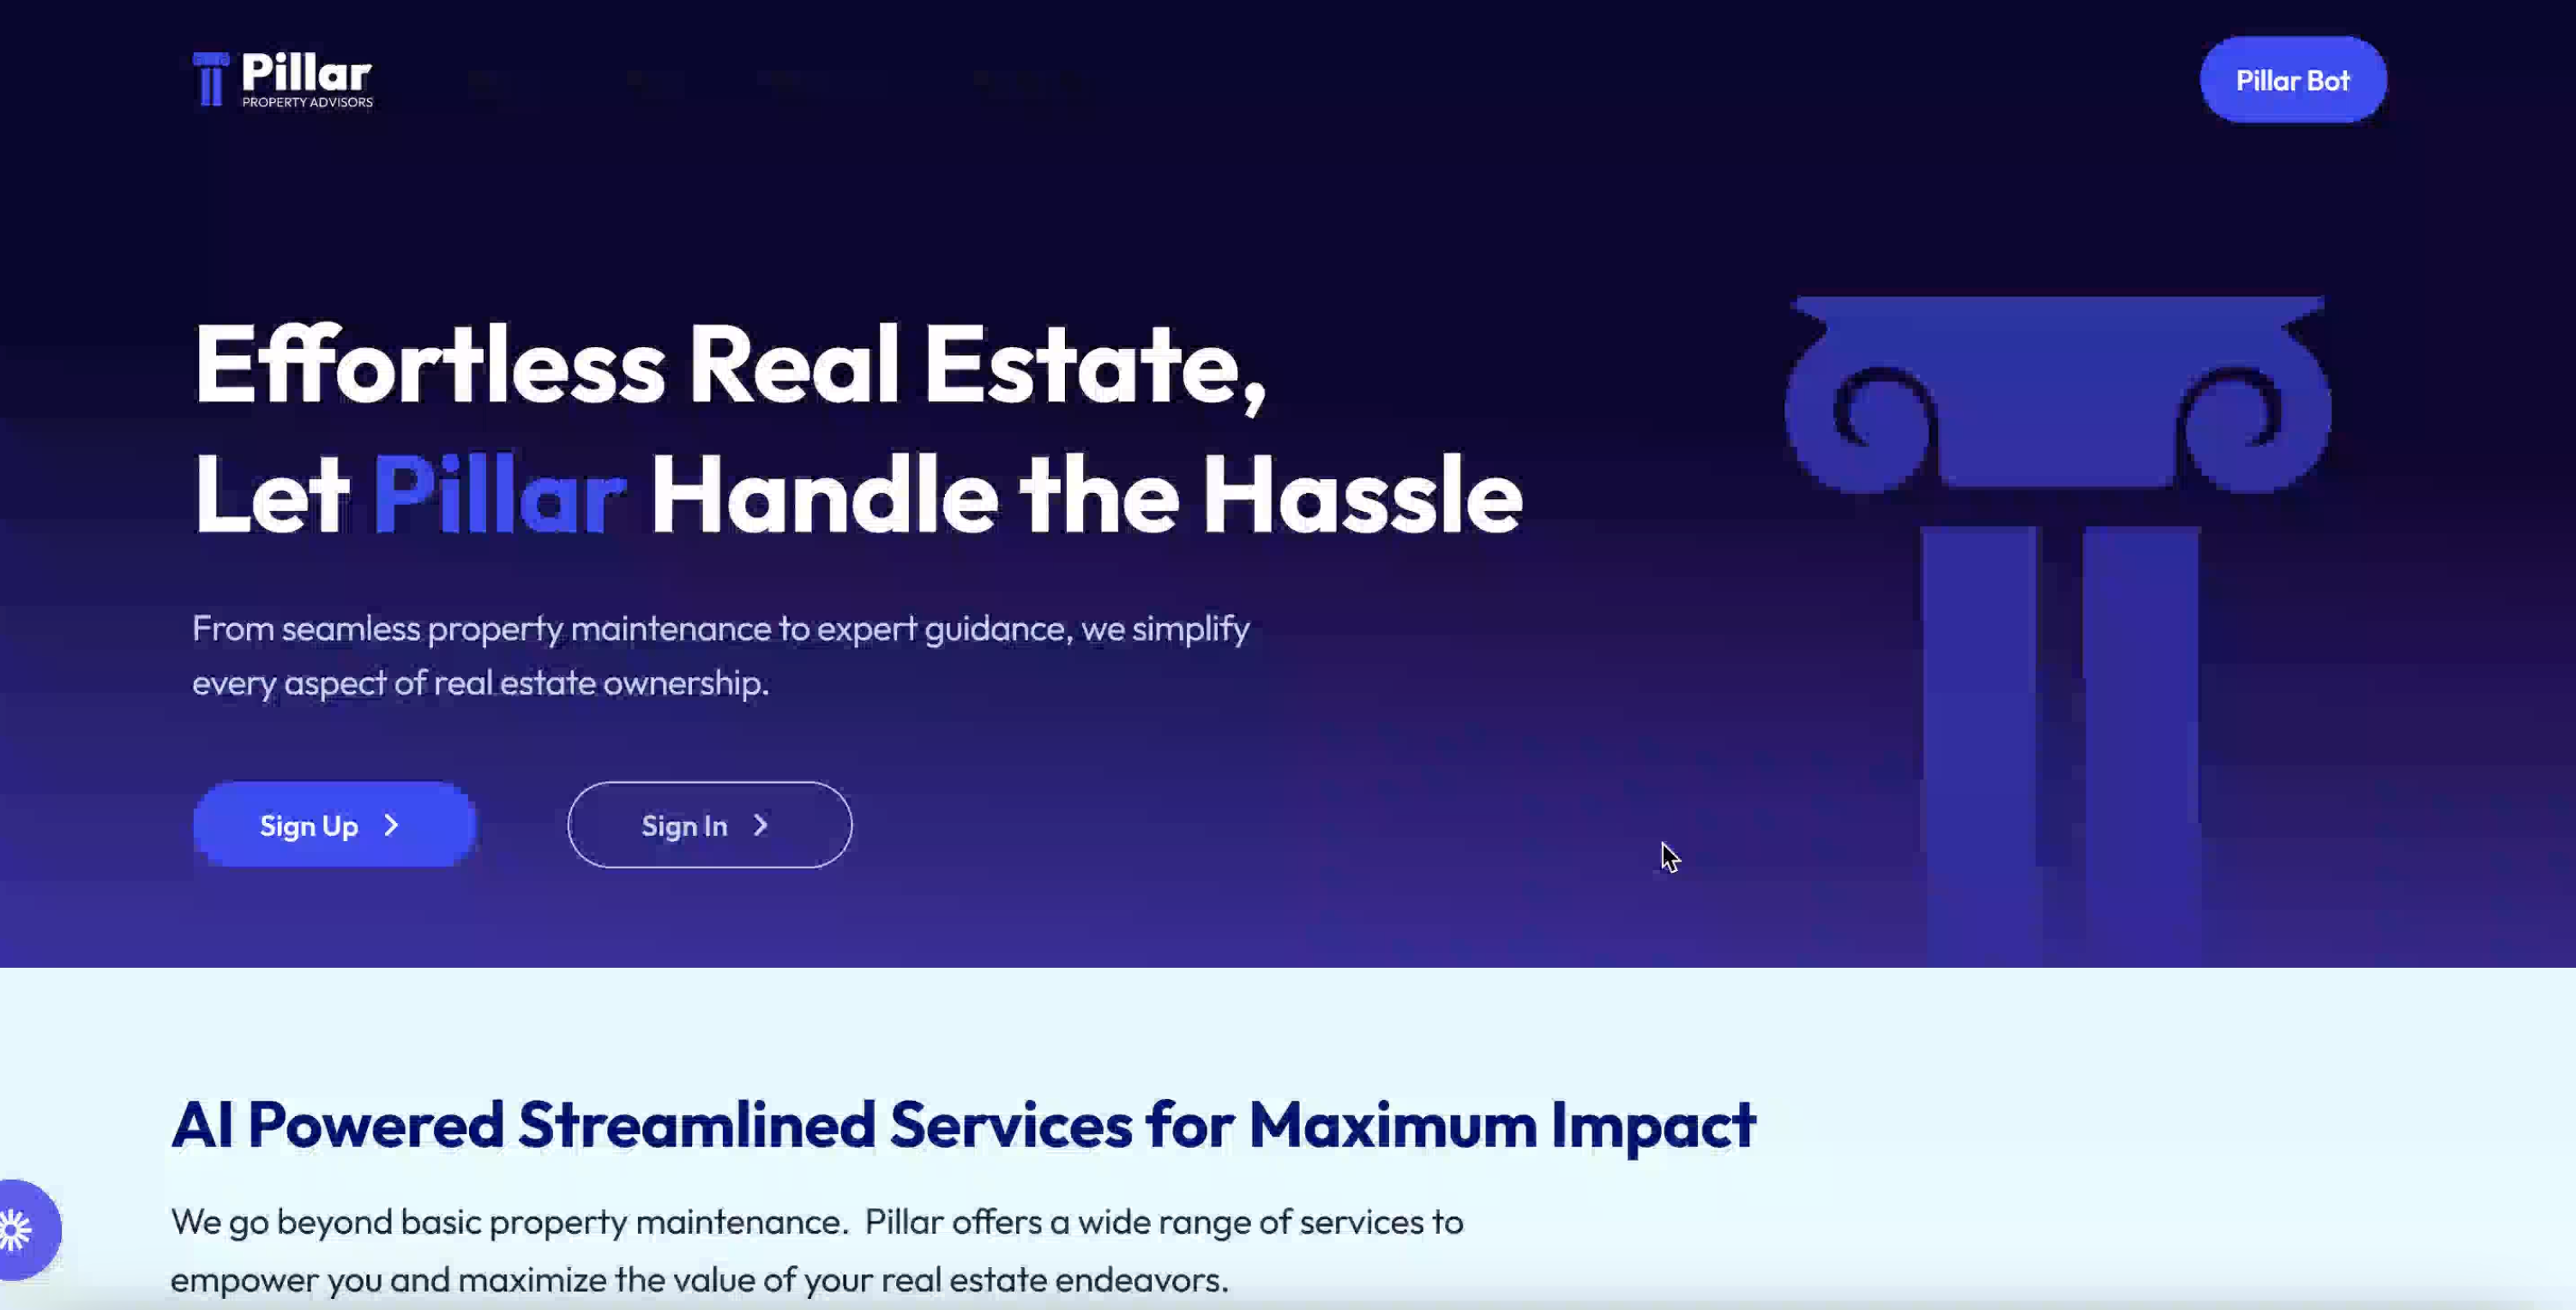 Pillar
PROPERTY ADVISORS
Pillar Bot
Effortless Real Estate,
Let Pillar Handle the Hassle
From seamless property maintenance to expert guidance, we simplify
every aspect of real estate ownership.
Sign Up
Sign In
AI Powered Streamlined Services for Maximum Impact
We go beyond basic property maintenance. Pillar offers a wide range of services to
empower you and maximize the value of your real estate endeavors.